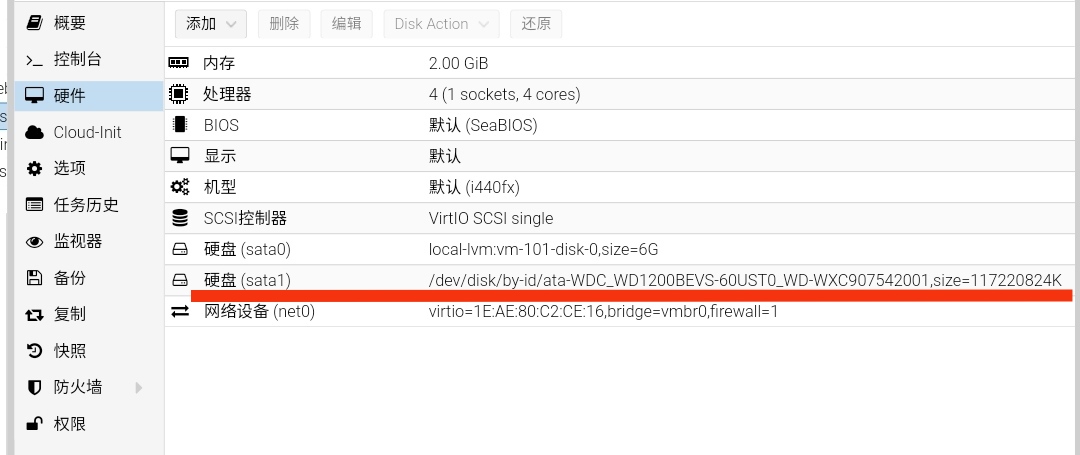 添加 删除 编辑 Disk Action 还原
概要
控制台
硬件
Cloud-Init
选项
任务历史
监视器
备份
复制
快照
防火墙
权限
内存 2.00 GiB
处理器 4 (1 sockets, 4 cores)
BIOS 默认 (SeaBIOS)
显示 默认
机型 默认 (i440fx)
SCSI控制器 VirtIO SCSI single
硬盘 (sata0) local-lvm:vm-101-disk-0,size=6G
硬盘 (sata1) /dev/disk/by-id/ata-WDC_WD1200BEVS-60UST0_WD-WXC907542001,size=117220824K
网络设备 (net0) virtio=1E:AE:80:C2:CE:16,bridge=vmbr0,firewall=1